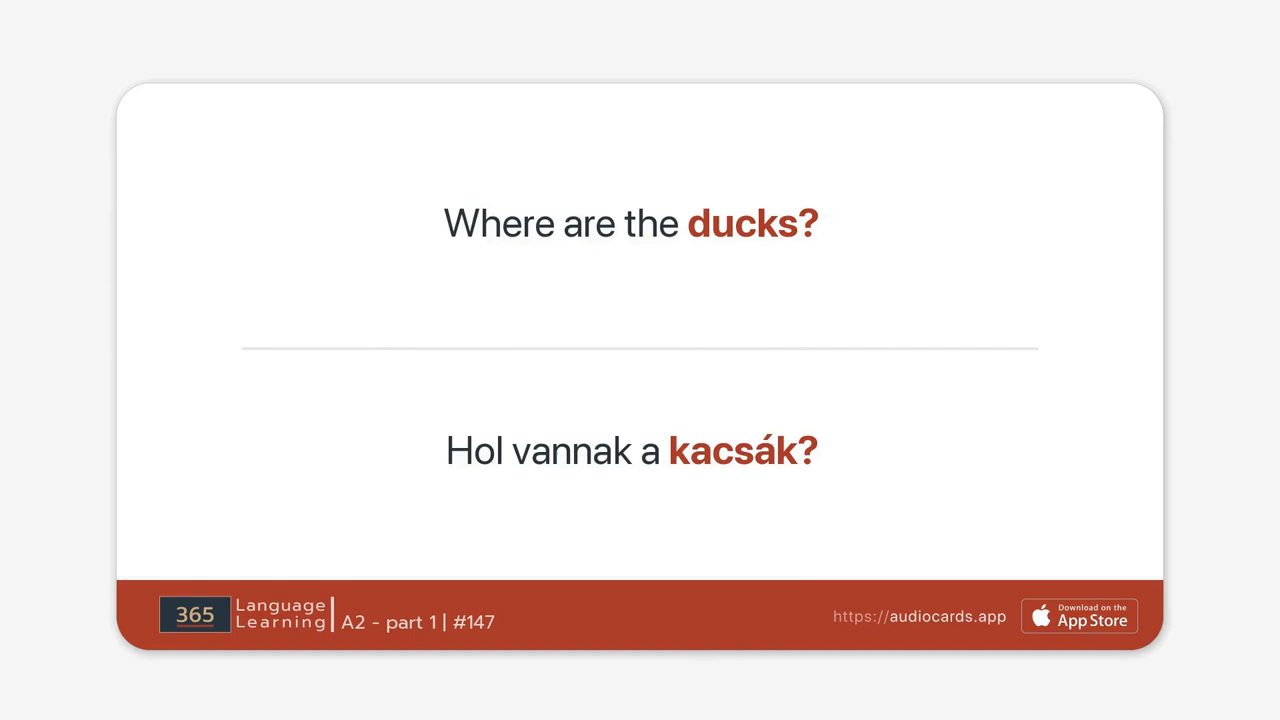 Where are the ducks?
Hol vannak a kacsák?
365
Language
Learning
A2 - part 1 | #147
https://audiocards.app
Download on the
App Store